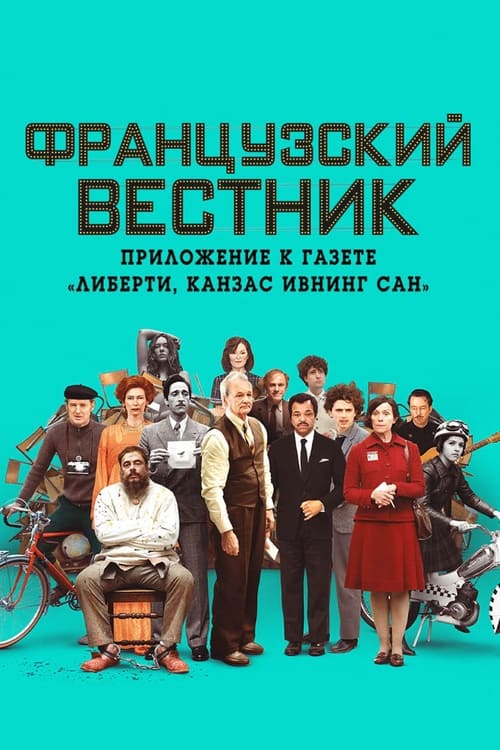 ФРАНЦУЗСКИЙ
ВЕСТНИК
ПРИЛОЖЕНИЕ К ГАЗЕТЕ
«ЛИБЕРТИ, КАНЗАС ИВНИНГ САН»